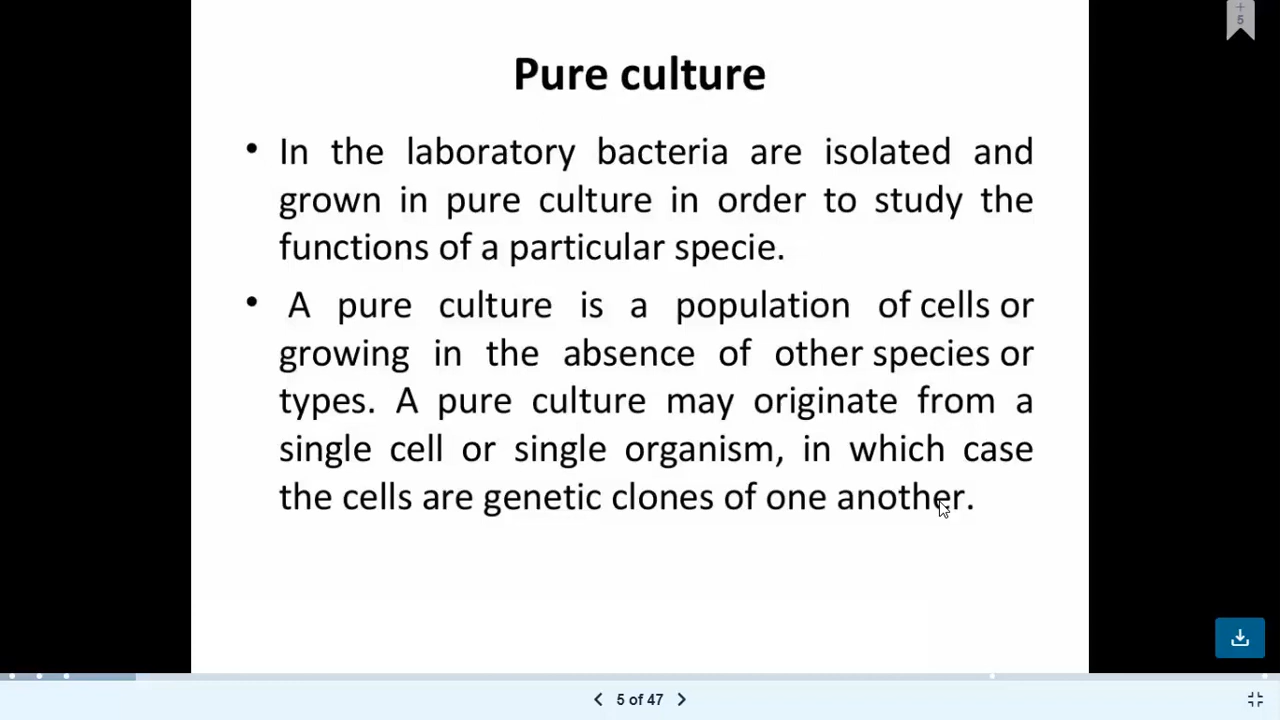 +
5
Pure culture
• In the laboratory bacteria are isolated and
grown in pure culture in order to study the
functions of a particular specie.
• A pure culture is a population of cells or
growing in the absence of other species or
types. A pure culture may originate from a
single cell or single organism, in which case
the cells are genetic clones of one another.
5 of 47